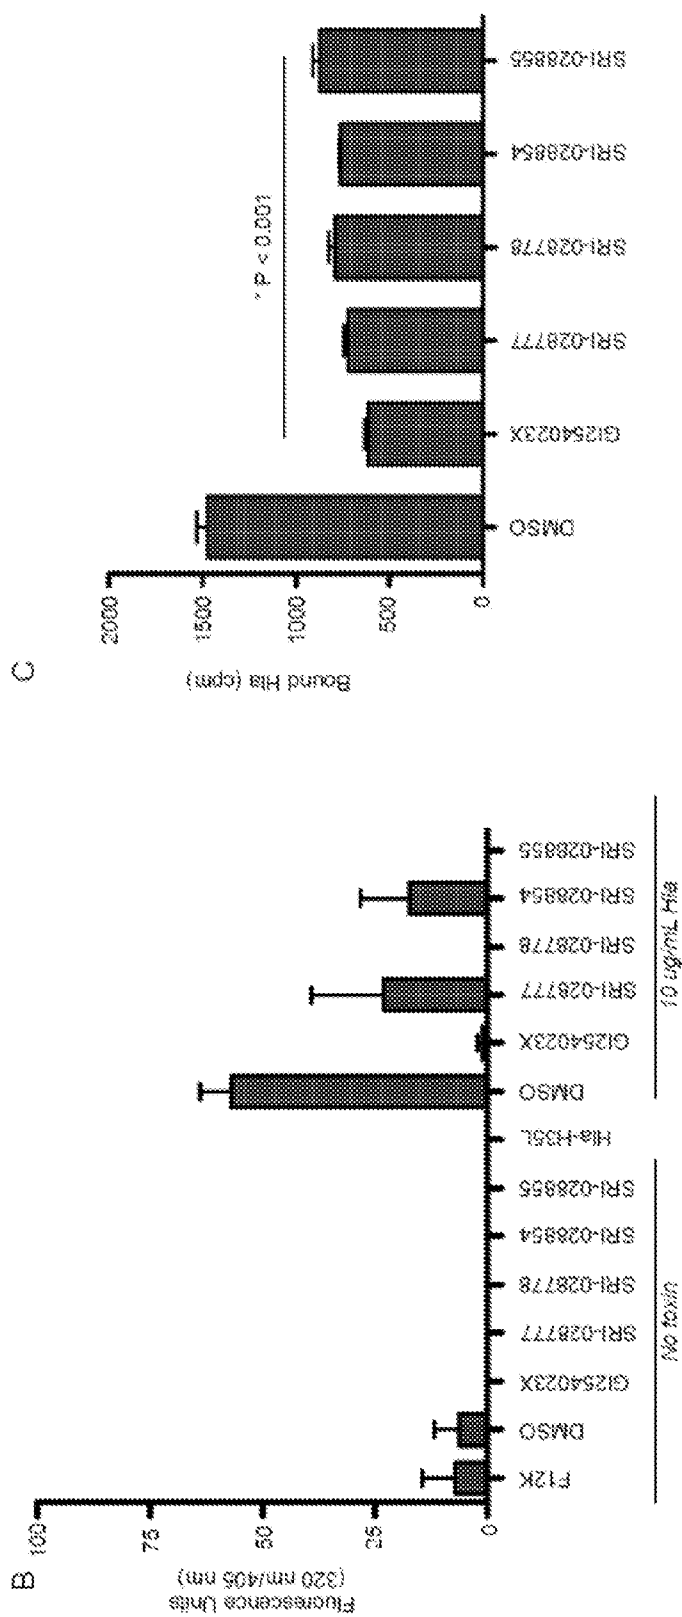 B
Fluorescence Units
(320 nm/405 nm)
100
75
50
25
0
F12K
DMSO
GI254023X
SRI-028777
SRI-028778
SRI-028854
SRI-028855
Hla-H35L
DMSO
GI254023X
SRI-028777
SRI-028778
SRI-028854
SRI-028855
No toxin
10 ug/mL Hla
C
Bound Hla (cpm)
2000
1500
1000
500
0
* P < 0.001
DMSO
GI254023X
SRI-028777
SRI-028778
SRI-028854
SRI-028855